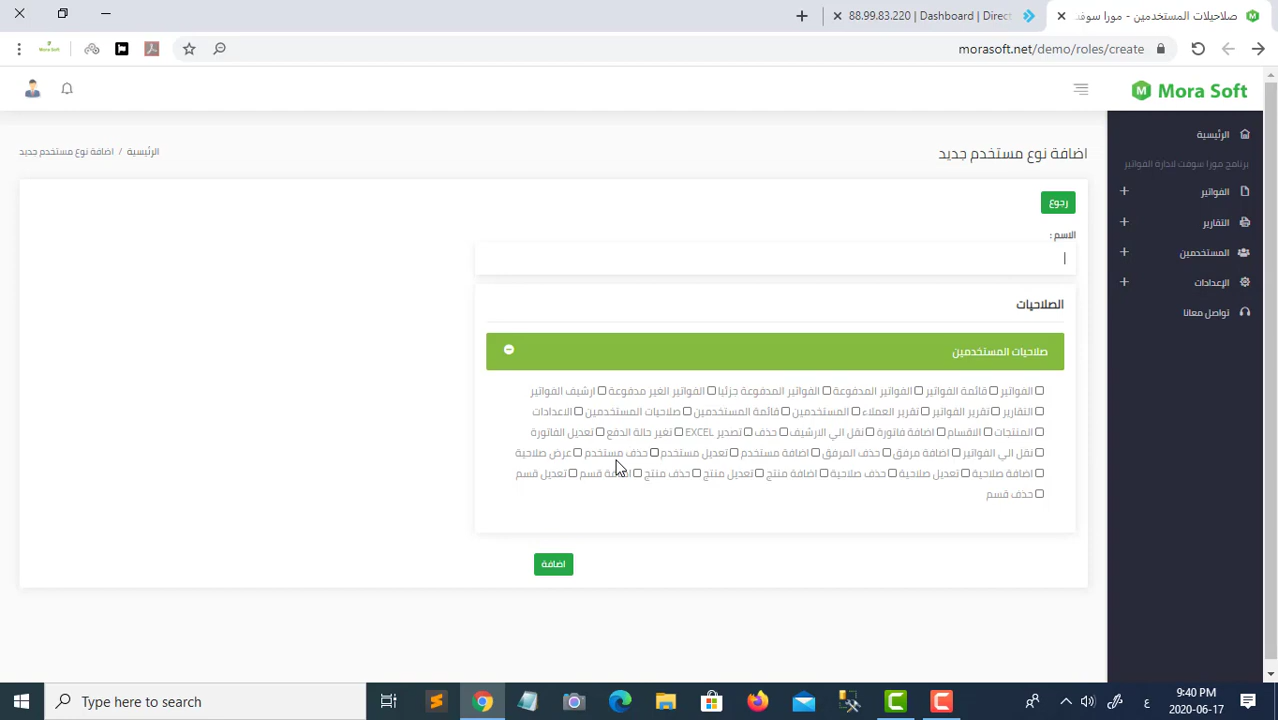 صلاحيلات المستخدمين - مورا سوفت
88.99.83.220 | Dashboard | Direct
morasoft.net/demo/roles/create
Mora Soft
الرئيسية
برنامج مورا سوفت لادارة الفواتير
الفواتير
التقارير
المستخدمين
الإعدادات
تواصل معانا
اضافة نوع مستخدم جديد
الرئيسية / اضافة نوع مستخدم جديد
رجوع
الاسم :
الصلاحيات
صلاحيات المستخدمين
الفواتير قائمة الفواتير الفواتير المدفوعة الفواتير المدفوعة جزئيا الفواتير الغير مدفوعة ارشيف الفواتير
التقارير تقرير الفواتير تقرير العملاء المستخدمين قائمة المستخدمين صلاحيات المستخدمين الاعدادات
المنتجات الاقسام اضافة فاتورة نقل الي الارشيف حذف تصدير EXCEL تغير حالة الدفع تعديل الفاتورة
نقل الي الفواتير اضافة مرفق حذف المرفق اضافة مستخدم تعديل مستخدم حذف مستخدم عرض صلاحية
اضافة صلاحية تعديل صلاحية حذف صلاحية اضافة منتج تعديل منتج حذف منتج اضافة قسم تعديل قسم
حذف قسم
اضافة
Type here to search
9:40 PM
2020-06-17
ع